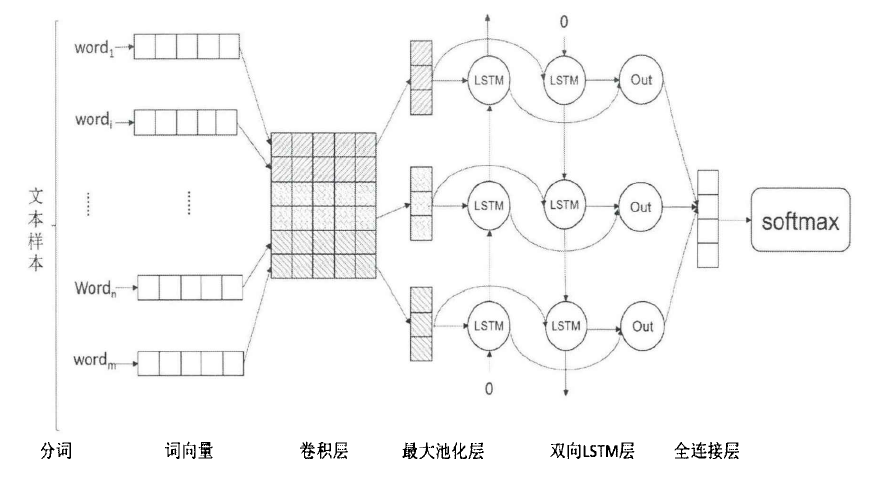 文本样本
word1
wordi
Wordn
wordm
0
LSTM
LSTM
Out
LSTM
LSTM
Out
LSTM
LSTM
Out
0
softmax
分词
词向量
卷积层
最大池化层
双向LSTM层
全连接层